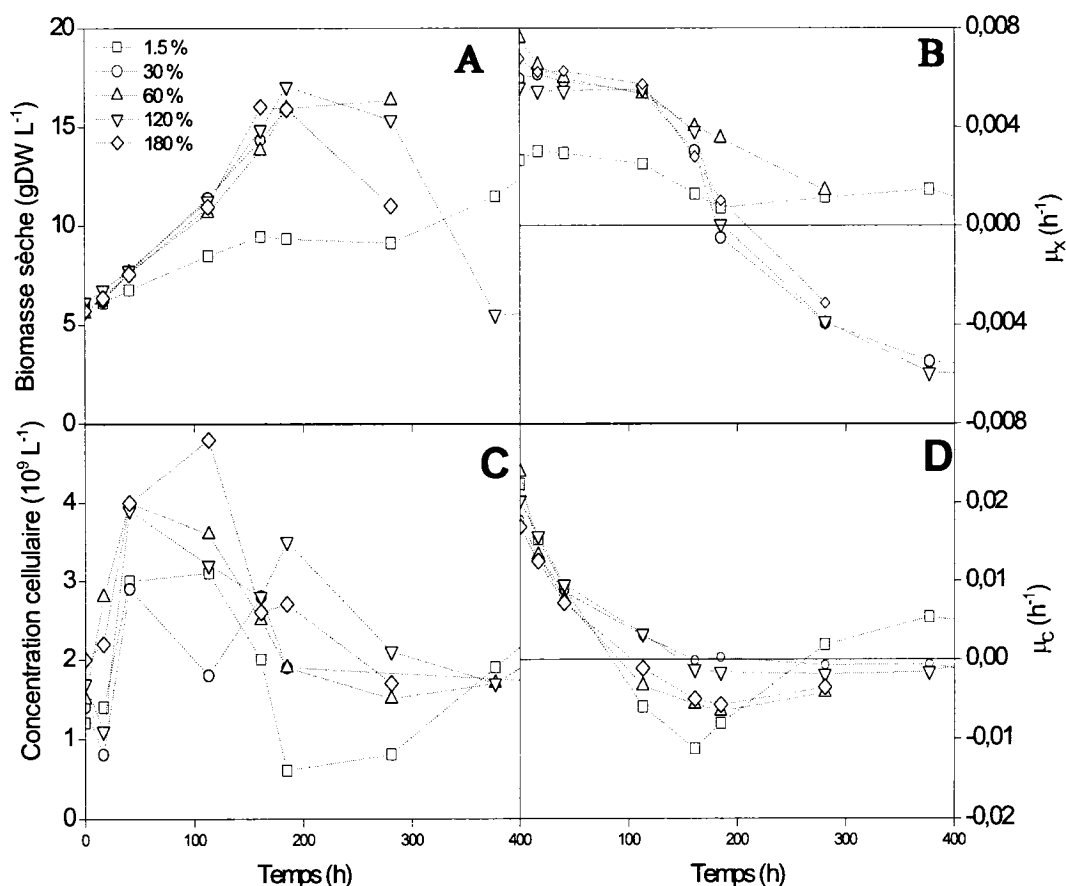 20
15
10
5
0
Biomasse sèche (gDW L⁻¹)
1.5 %
30 %
60 %
120 %
180 %
A
B
0,008
0,004
0,000
-0,004
-0,008
μX (h⁻¹)
4
3
2
1
0
Concentration cellulaire (10⁹ L⁻¹)
C
D
0,02
0,01
0,00
-0,01
-0,02
μC (h⁻¹)
0 100 200 300 400 100 200 300 400
Temps (h) Temps (h)